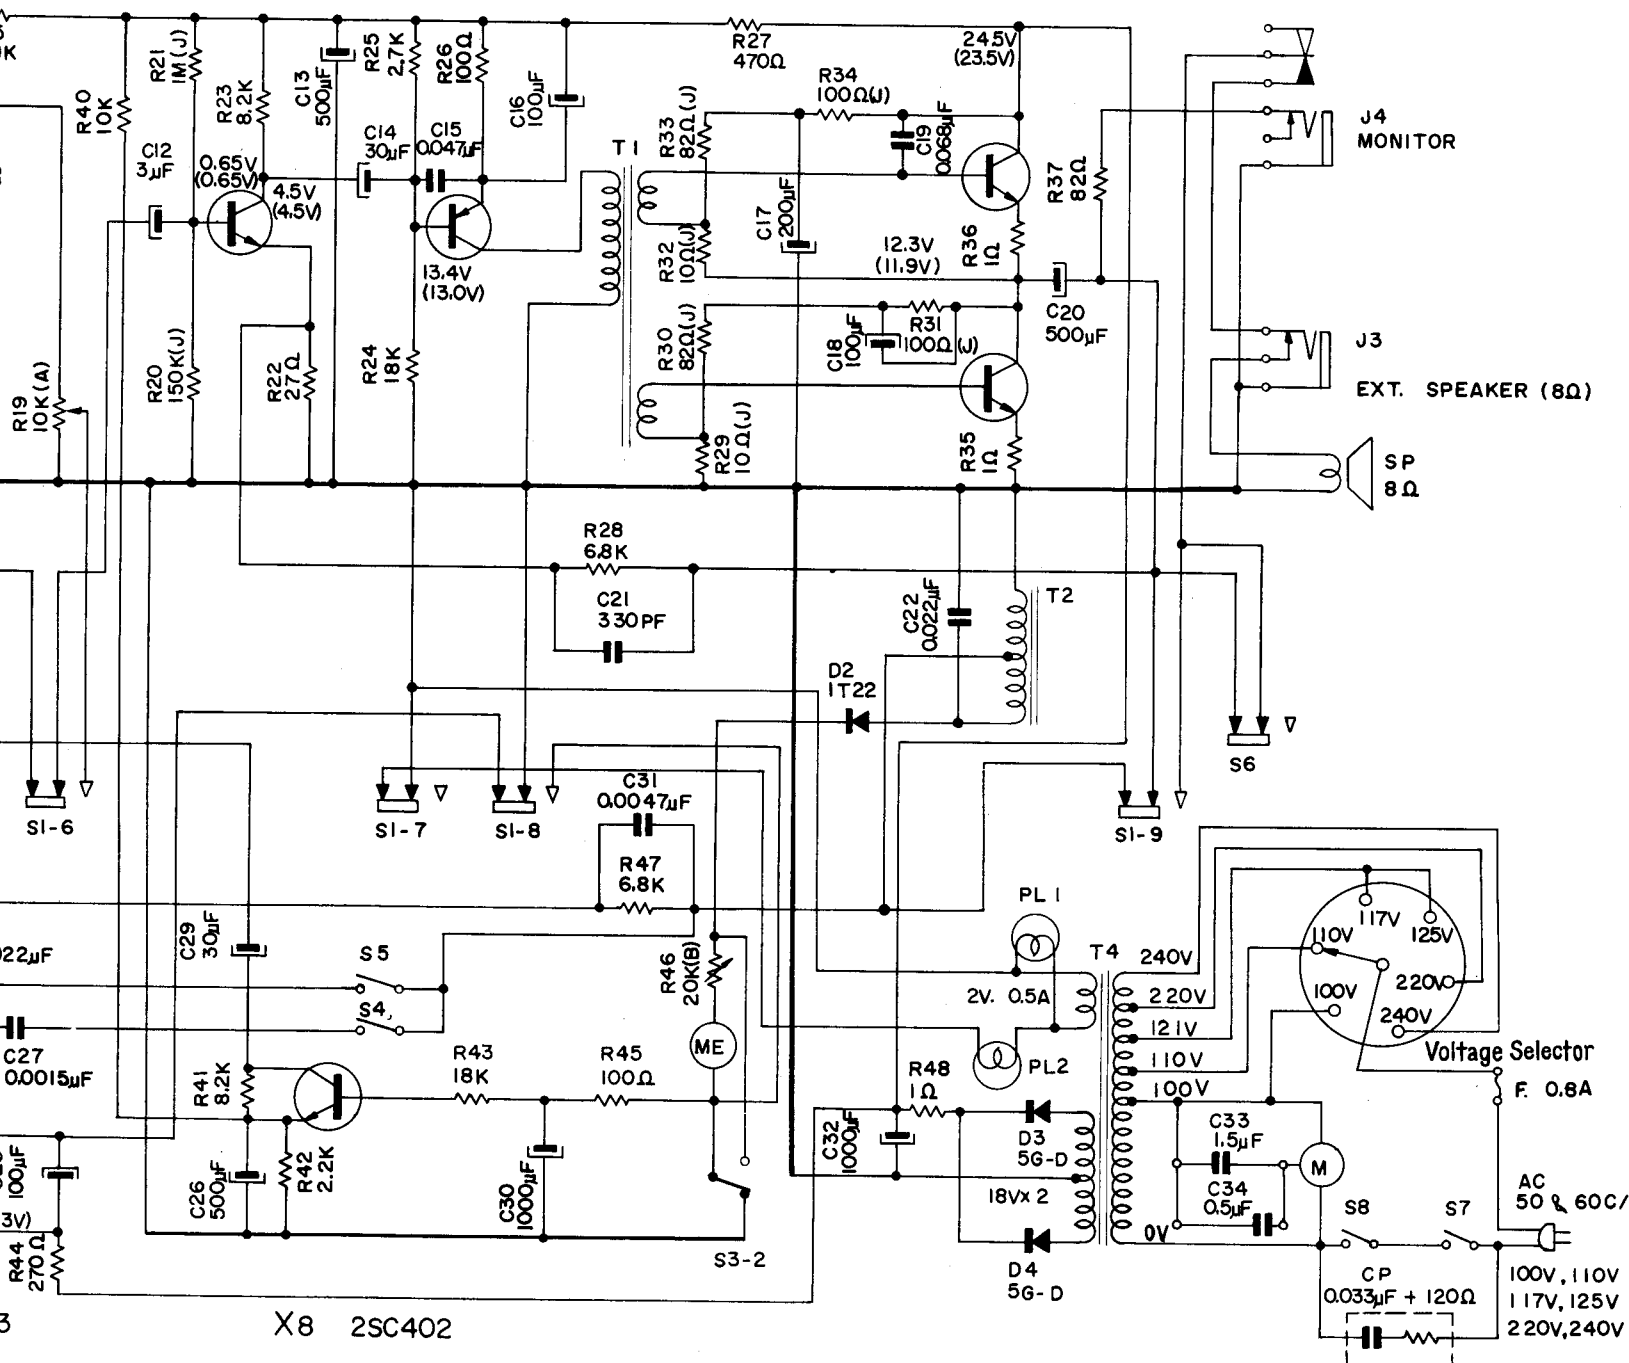 K
R40
10K
R21
1M(J)
R23
8.2K
C13
500µF
R25
2.7K
R26
100Ω
C16
100µF
R27
470Ω
24.5V
(23.5V)
R34
100Ω(J)
R33
82Ω(J)
C19
0.068µF
J4
MONITOR
C12
3µF
0.65V
(0.65V)
4.5V
(4.5V)
C14
30µF
C15
0.047µF
T1
R37
82Ω
C17
200µF
R32
10Ω(J)
12.3V
(11.9V)
R36
1Ω
13.4V
(13.0V)
C20
500µF
R19
10K(A)
R20
150K(J)
R22
27Ω
R24
18K
R30
82Ω(J)
C18
100µF
R31
100Ω(J)
J3
EXT. SPEAKER (8Ω)
R29
10Ω(J)
R35
1Ω
SP
8Ω
R28
6.8K
C21
330PF
C22
0.022µF
T2
D2
1T22
S6
S1-6
S1-7
S1-8
C31
0.0047µF
S1-9
R47
6.8K
PL1
117V
125V
110V
220V
100V
240V
C29
30µF
022µF
S5
S4
R46
20K(B)
2V. 0.5A
T4
240V
220V
121V
110V
100V
Voltage Selector
F. 0.8A
ME
PL2
C27
0.0015µF
R41
8.2K
R43
18K
R45
100Ω
R48
1Ω
C32
1000µF
D3
5G-D
C33
1.5µF
M
C34
0.5µF
100µF
C26
500µF
R42
2.2K
C30
1000µF
18V×2
0V
S8
S7
AC
50 & 60C/
3V)
R44
270Ω
S3-2
D4
5G-D
CP
0.033µF + 120Ω
100V, 110V
117V, 125V
220V, 240V
3
X8 2SC402